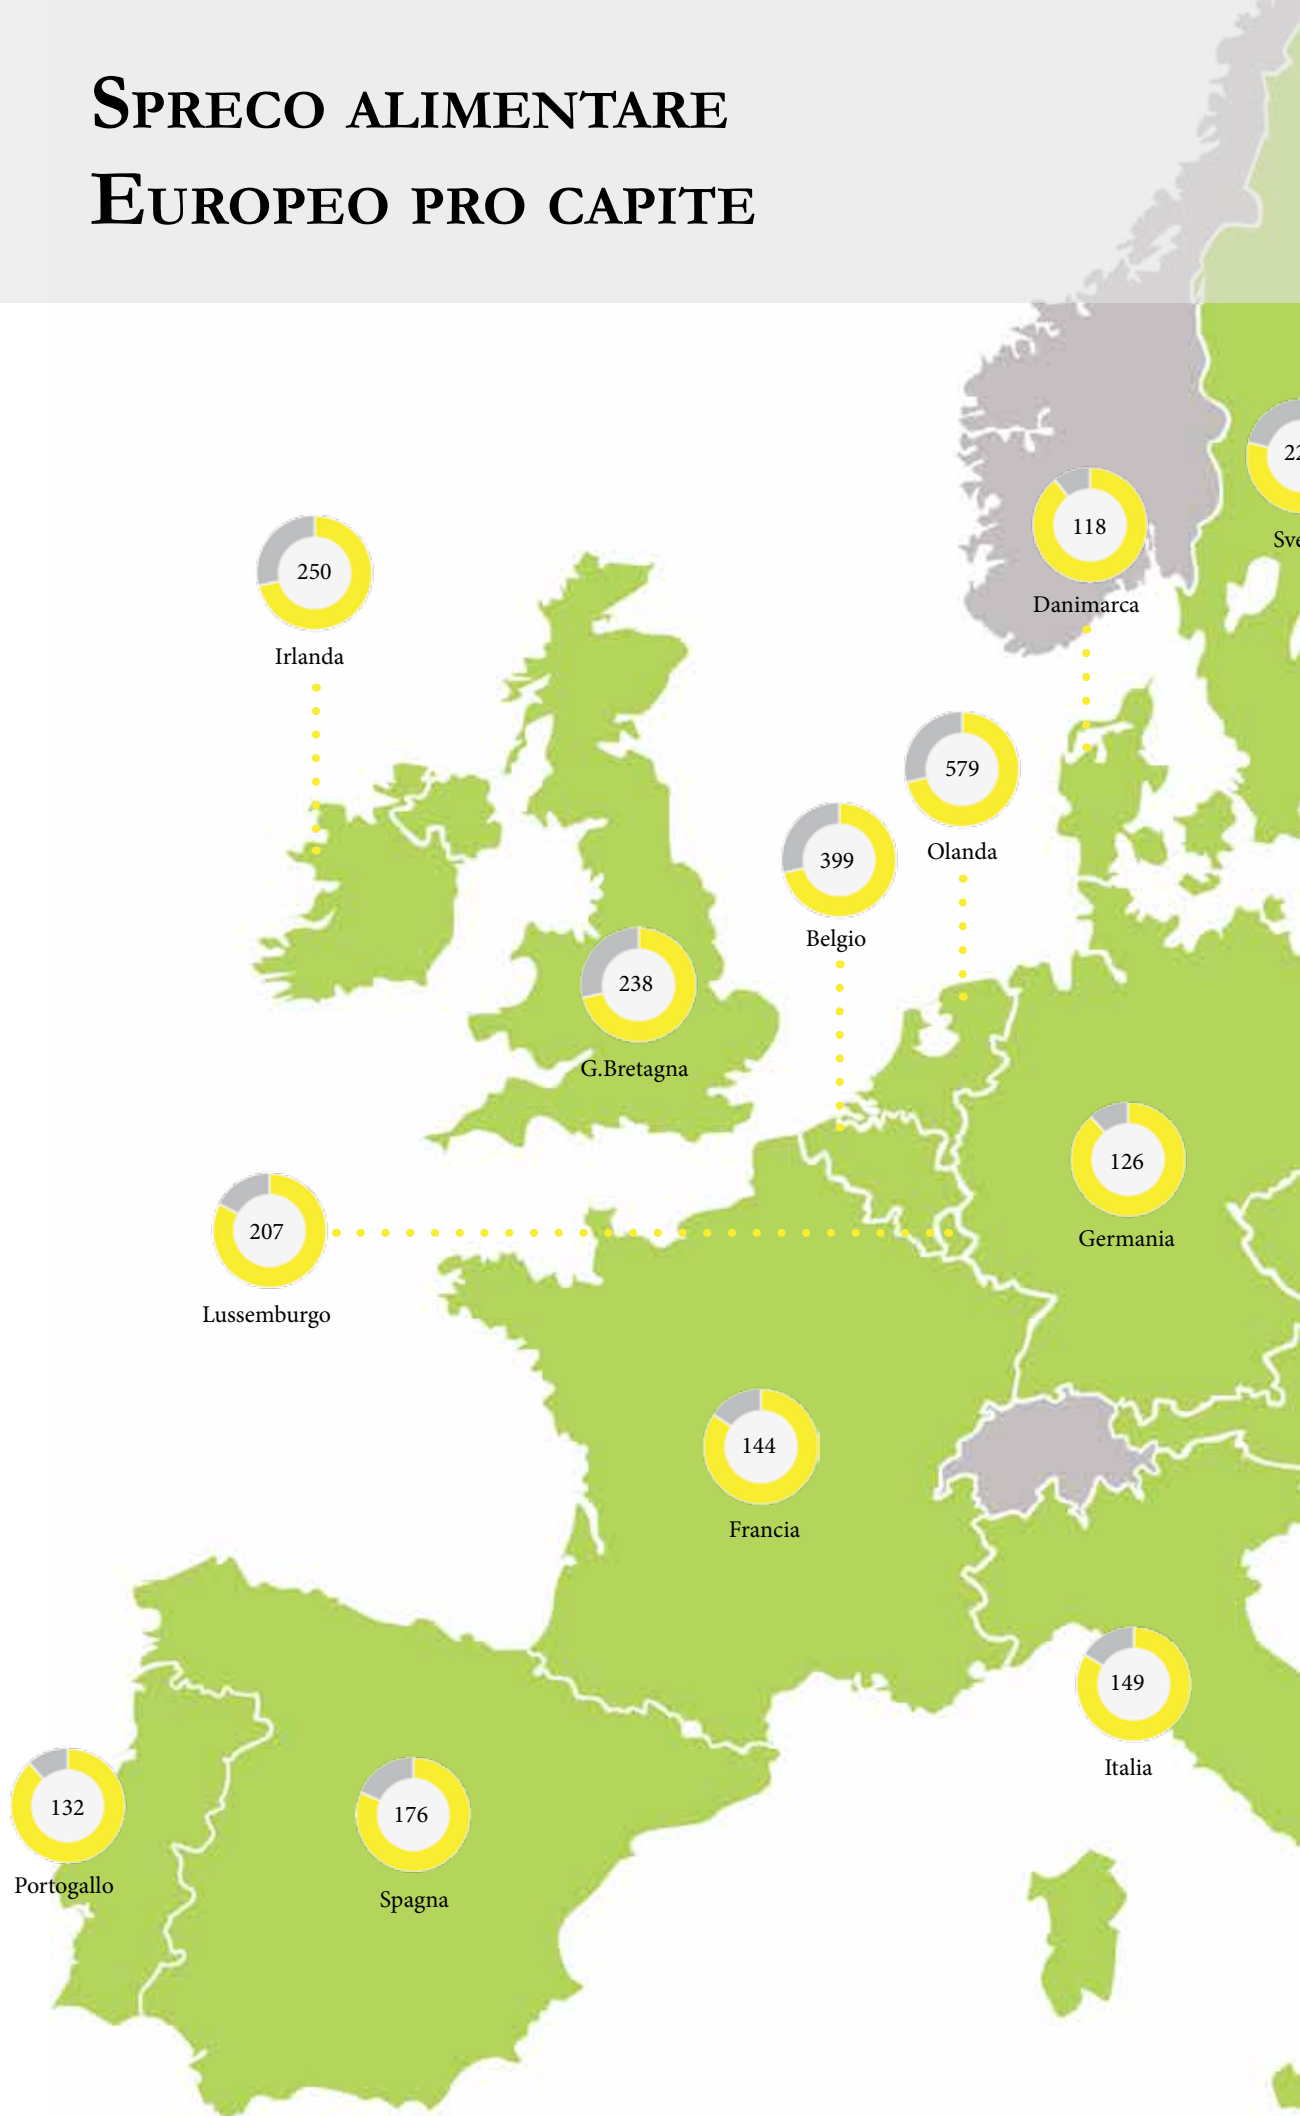 Spreco alimentare
Europeo pro capite
118
Danimarca
250
Irlanda
579
Olanda
399
Belgio
238
G.Bretagna
126
Germania
207
Lussemburgo
144
Francia
149
Italia
132
Portogallo
176
Spagna